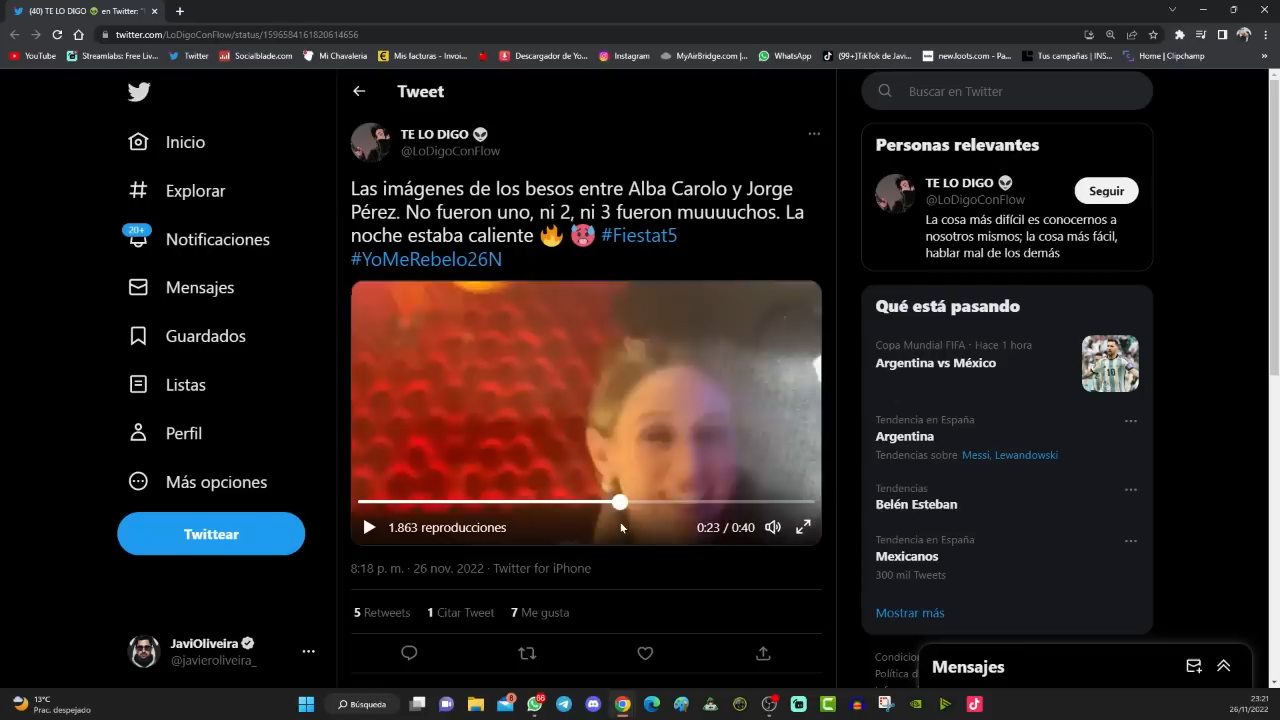 (40) TE LO DIGO 👽 en Twitter: "
twitter.com/LoDigoConFlow/status/1596584161820614656
YouTube
Streamlabs: Free Liv...
Twitter
Socialblade.com
Mi Chavaleria
Mis facturas - Invoi...
Descargador de Yo...
Instagram
MyAirBridge.com |...
WhatsApp
(99+)TikTok de Javi...
new.loots.com - Pa...
Tus campañas | INS...
Home | Clipchamp
»
Inicio
Explorar
20+
Notificaciones
Mensajes
Guardados
Listas
Perfil
Más opciones
Twittear
JaviOliveira
@javieroliveira_
Tweet
TE LO DIGO 👽
@LoDigoConFlow
Las imágenes de los besos entre Alba Carolo y Jorge
Pérez. No fueron uno, ni 2, ni 3 fueron muuuuchos. La
noche estaba caliente 🔥 🥵 #Fiestat5
#YoMeRebelo26N
1.863 reproducciones
0:23 / 0:40
8:18 p. m. · 26 nov. 2022 · Twitter for iPhone
5 Retweets 1 Citar Tweet 7 Me gusta
Buscar en Twitter
Personas relevantes
TE LO DIGO 👽
@LoDigoConFlow
Seguir
La cosa más difícil es conocernos a
nosotros mismos; la cosa más fácil,
hablar mal de los demás
Qué está pasando
Copa Mundial FIFA · Hace 1 hora
Argentina vs México
Tendencia en España
Argentina
Tendencias sobre Messi, Lewandowski
Tendencias
Belén Esteban
Tendencia en España
Mexicanos
300 mil Tweets
Mostrar más
Condicion
Política d
Mensajes
13°C
Prac. despejado
Búsqueda
8
66
23:21
26/11/2022